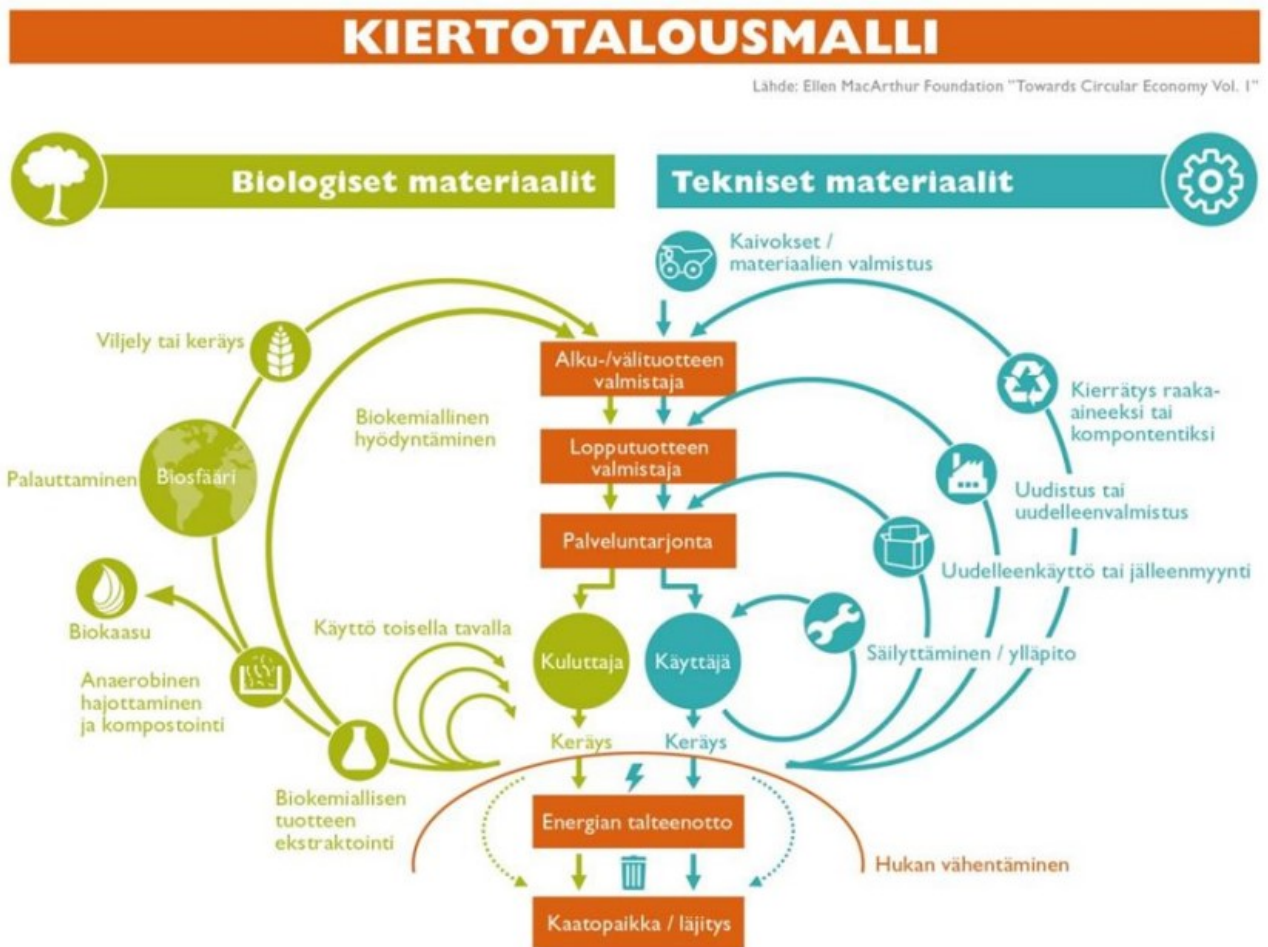 KIERTOTALOUSMALLI
Lähde: Ellen MacArthur Foundation "Towards Circular Economy Vol. 1"
Biologiset materiaalit
Tekniset materiaalit
Kaivokset /
materiaalien valmistus
Viljely tai keräys
Alku-/välituotteen
valmistaja
Kierrätys raaka-
aineeksi tai
kompontentiksi
Biokemiallinen
hyödyntäminen
Lopputuotteen
valmistaja
Palauttaminen
Biosfääri
Uudistus tai
uudelleenvalmistus
Palveluntarjonta
Uudelleenkäyttö tai jälleenmyynti
Biokaasu
Käyttö toisella tavalla
Kuluttaja
Käyttäjä
Säilyttäminen / ylläpito
Anaerobinen
hajottaminen
ja kompostointi
Keräys
Keräys
Biokemiallisen
tuotteen
ekstraktointi
Energian talteenotto
Hukan vähentäminen
Kaatopaikka / läjitys